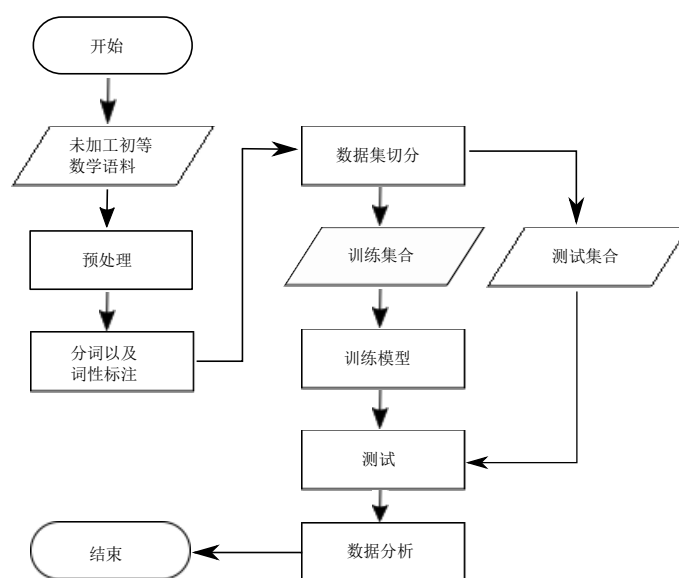 开始
未加工初等
数学语料
预处理
分词以及
词性标注
数据集切分
训练集合
测试集合
训练模型
测试
数据分析
结束